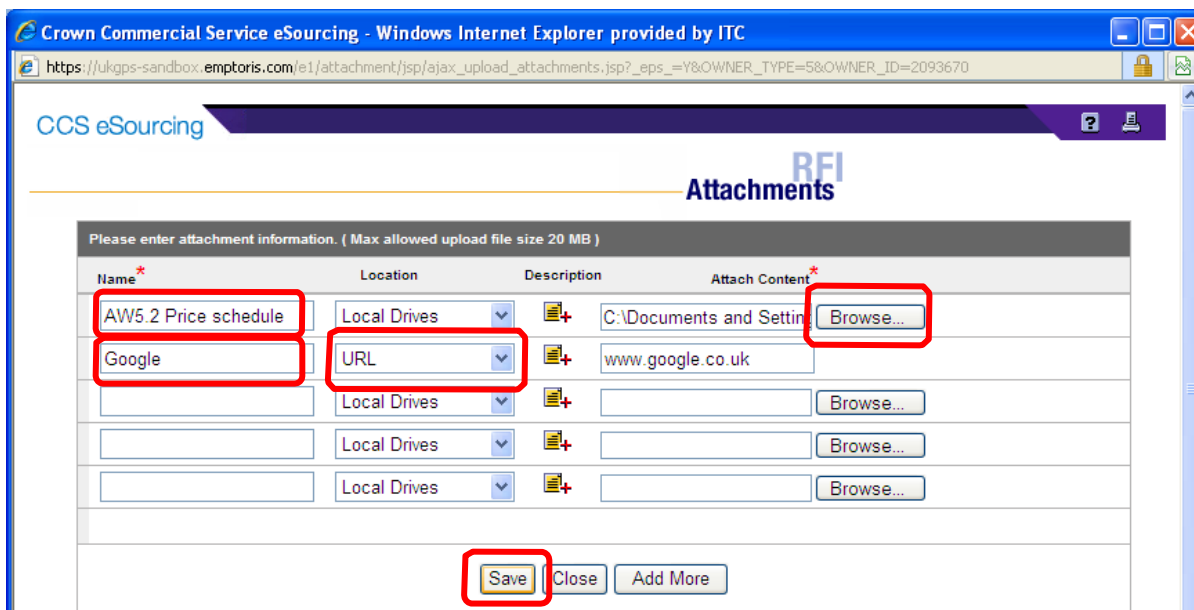 Crown Commercial Service eSourcing - Windows Internet Explorer provided by ITC
https://ukgps-sandbox.emptoris.com/e1/attachment/jsp/ajax_upload_attachments.jsp?_eps_=Y&OWNER_TYPE=5&OWNER_ID=2093670
CCS eSourcing
RFI
Attachments
Please enter attachment information. ( Max allowed upload file size 20 MB )
Name* Location Description Attach Content*
AW5.2 Price schedule Local Drives C:\Documents and Settin Browse...
Google URL www.google.co.uk
Local Drives Browse...
Local Drives Browse...
Local Drives Browse...
Save Close Add More